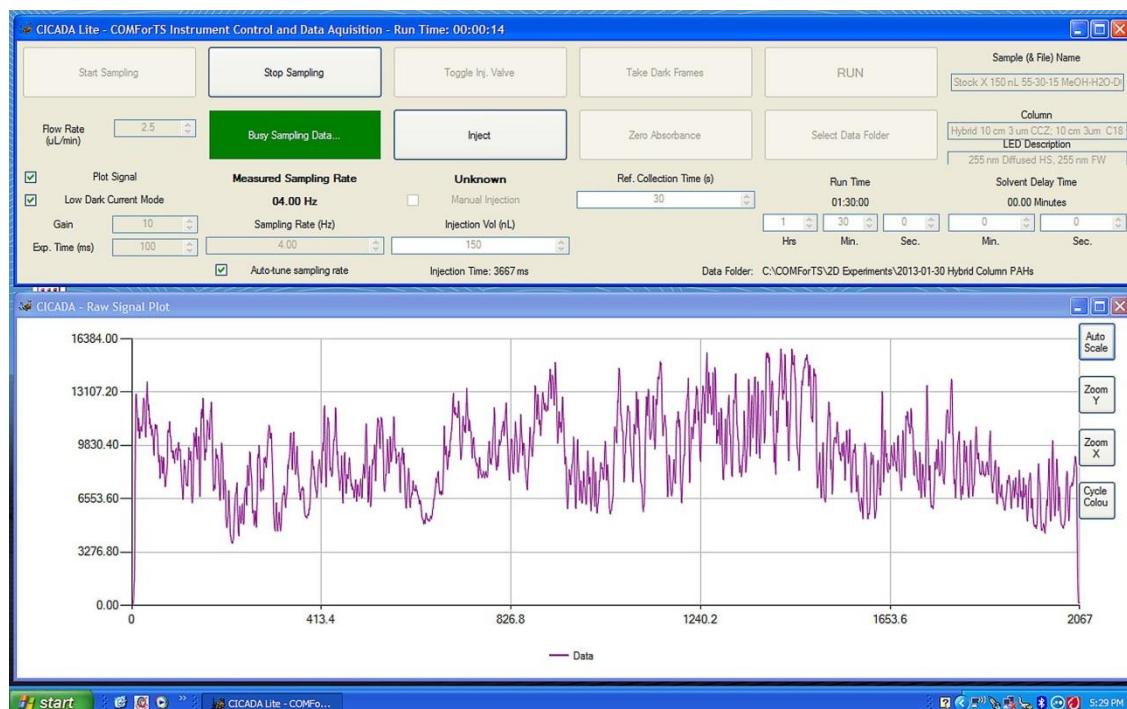 CICADA Lite - COMForTS Instrument Control and Data Aquisition - Run Time: 00:00:14
Start Sampling
Stop Sampling
Toggle Inj. Valve
Take Dark Frames
RUN
Sample (& File) Name
Stock X 150 nL 55-30-15 MeOH-H2O-D
Flow Rate
(uL/min)
2.5
Busy Sampling Data...
Inject
Zero Absorbance
Select Data Folder
Column
Hybrid 10 cm 3 um CCZ; 10 cm 3um C18
LED Description
255 nm Diffused HS, 255 nm FW
Plot Signal
Measured Sampling Rate
Unknown
Ref. Collection Time (s)
Run Time
Solvent Delay Time
Low Dark Current Mode
04.00 Hz
Manual Injection
30
01:30:00
00.00 Minutes
Gain
10
Sampling Rate (Hz)
Injection Vol (nL)
1
30
0
0
0
Exp. Time (ms)
100
4.00
150
Hrs
Min.
Sec.
Min.
Sec.
Auto-tune sampling rate
Injection Time: 3667 ms
Data Folder: C:\COMForTS\2D Experiments\2013-01-30 Hybrid Column PAHs
CICADA - Raw Signal Plot
16384.00
13107.20
9830.40
6553.60
3276.80
0.00
0
413.4
826.8
1240.2
1653.6
2067
Data
Auto
Scale
Zoom
Y
Zoom
X
Cycle
Colou
start
CICADA Lite - COMFo...
5:29 PM